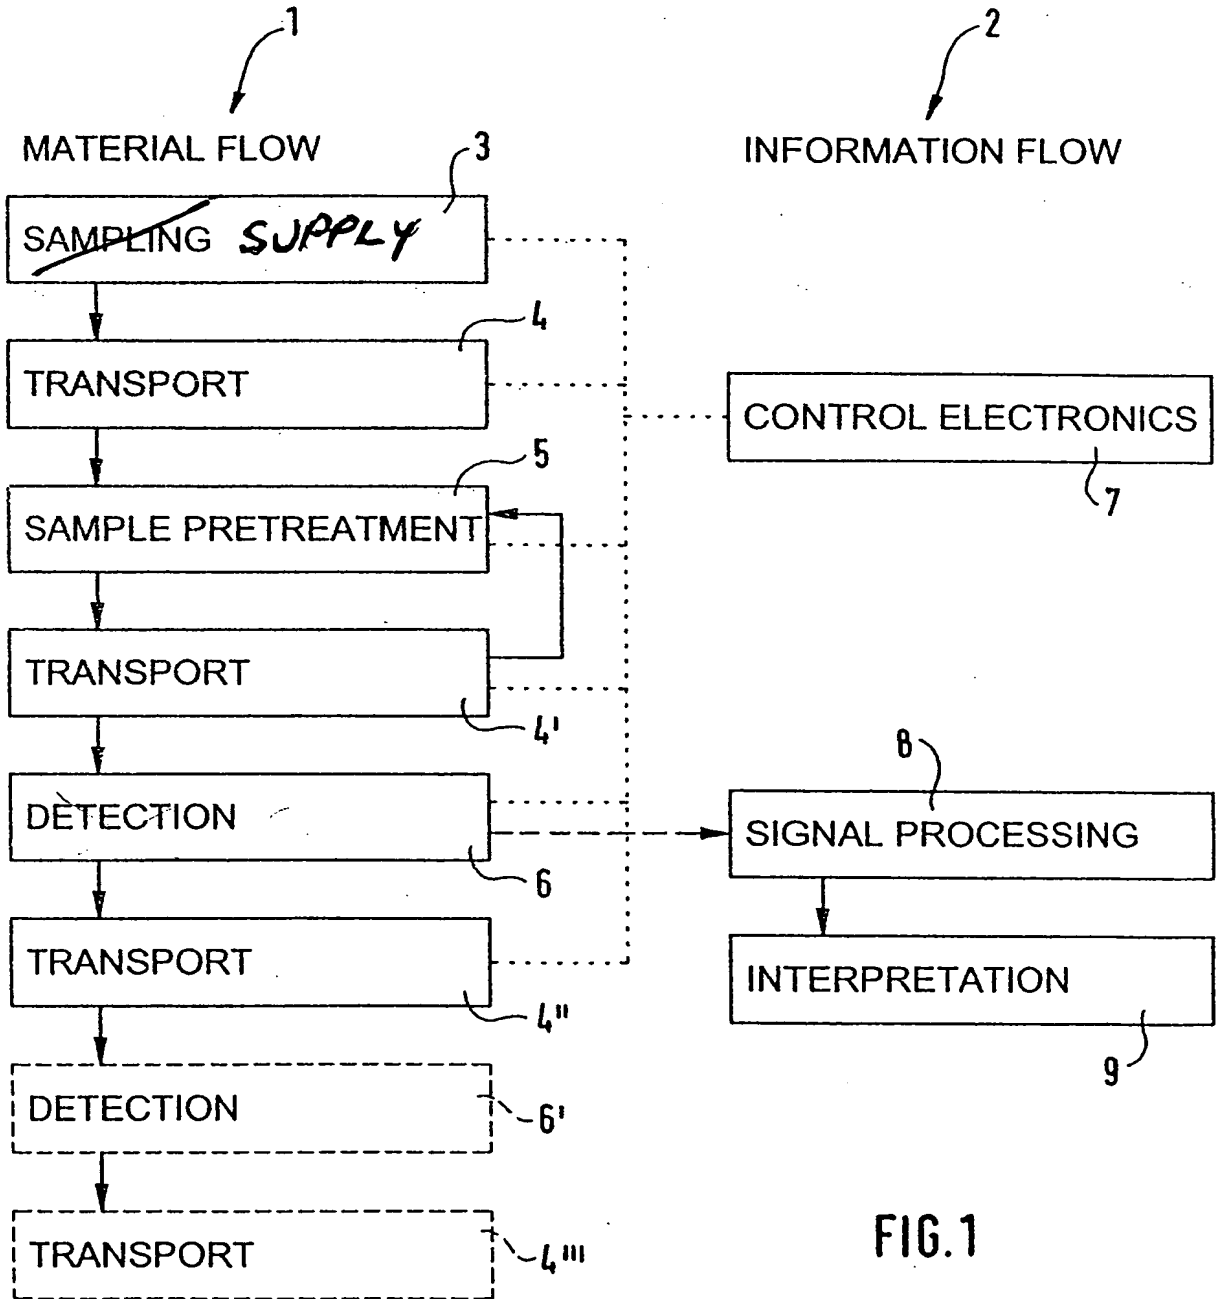 1
2
MATERIAL FLOW
INFORMATION FLOW
3
SAMPLING SUPPLY
4
TRANSPORT
CONTROL ELECTRONICS
7
5
SAMPLE PRETREATMENT
TRANSPORT
4'
8
DETECTION
SIGNAL PROCESSING
6
TRANSPORT
INTERPRETATION
4"
9
DETECTION
6'
TRANSPORT
4'''
FIG.1